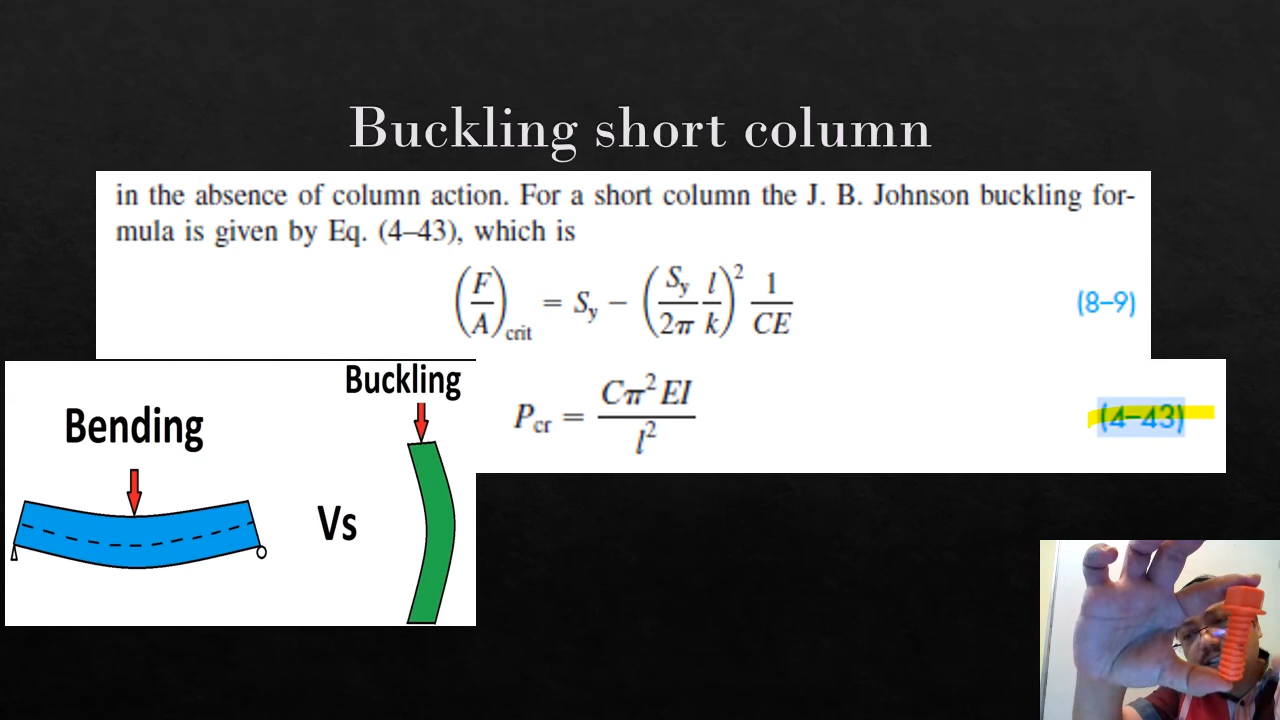 Buckling short column
in the absence of column action. For a short column the J. B. Johnson buckling for-
mula is given by Eq. (4–43), which is
(F/A)crit = Sy − (Sy/2π l/k)² 1/CE (8–9)
Pcr = Cπ²EI/l² (4–43)
Buckling
Bending
Vs